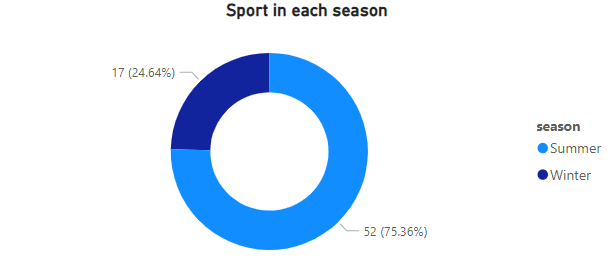 Sport in each season
17 (24.64%)
52 (75.36%)
season
Summer
Winter